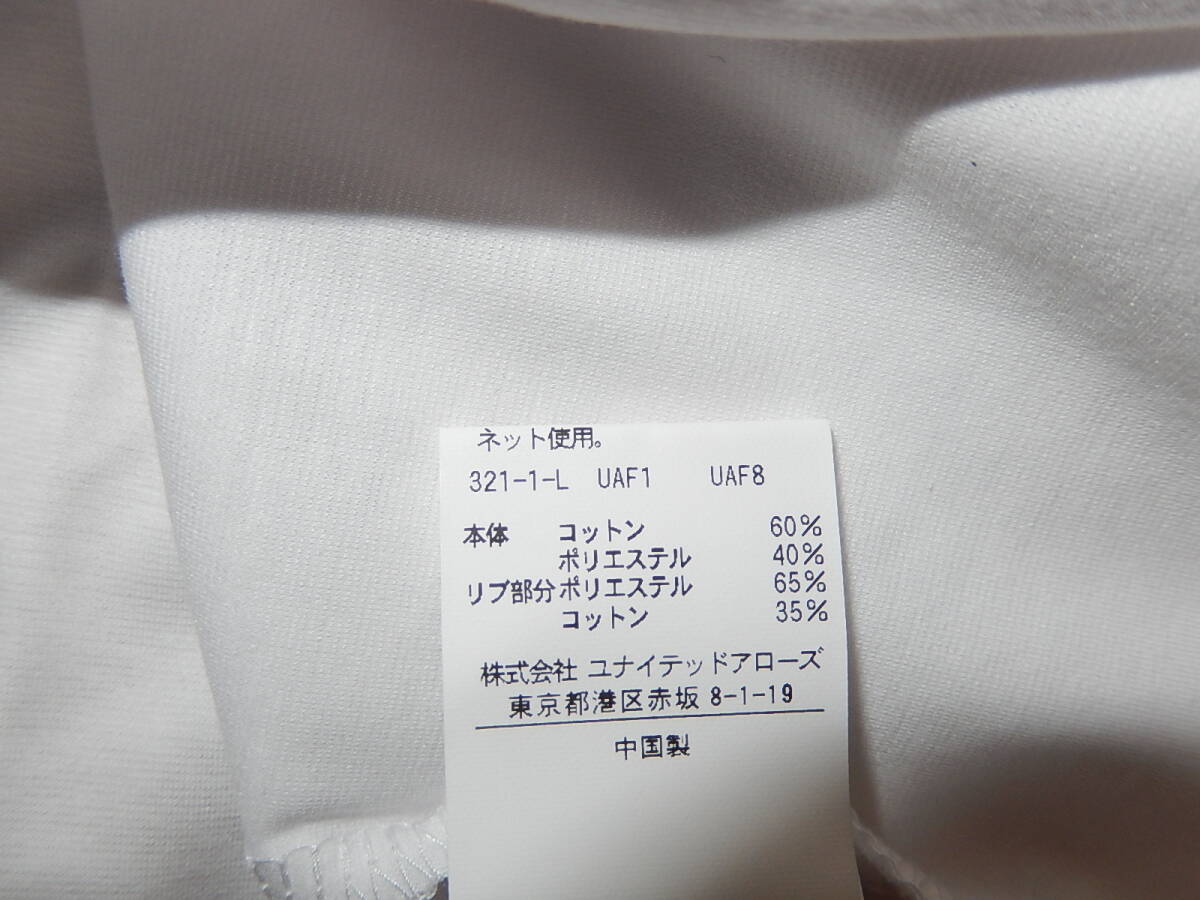 ネット使用。
321-1-L UAF1 UAF8
本体 コットン 60%
ポリエステル 40%
リブ部分 ポリエステル 65%
コットン 35%
株式会社 ユナイテッドアローズ
東京都港区赤坂 8-1-19
中国製